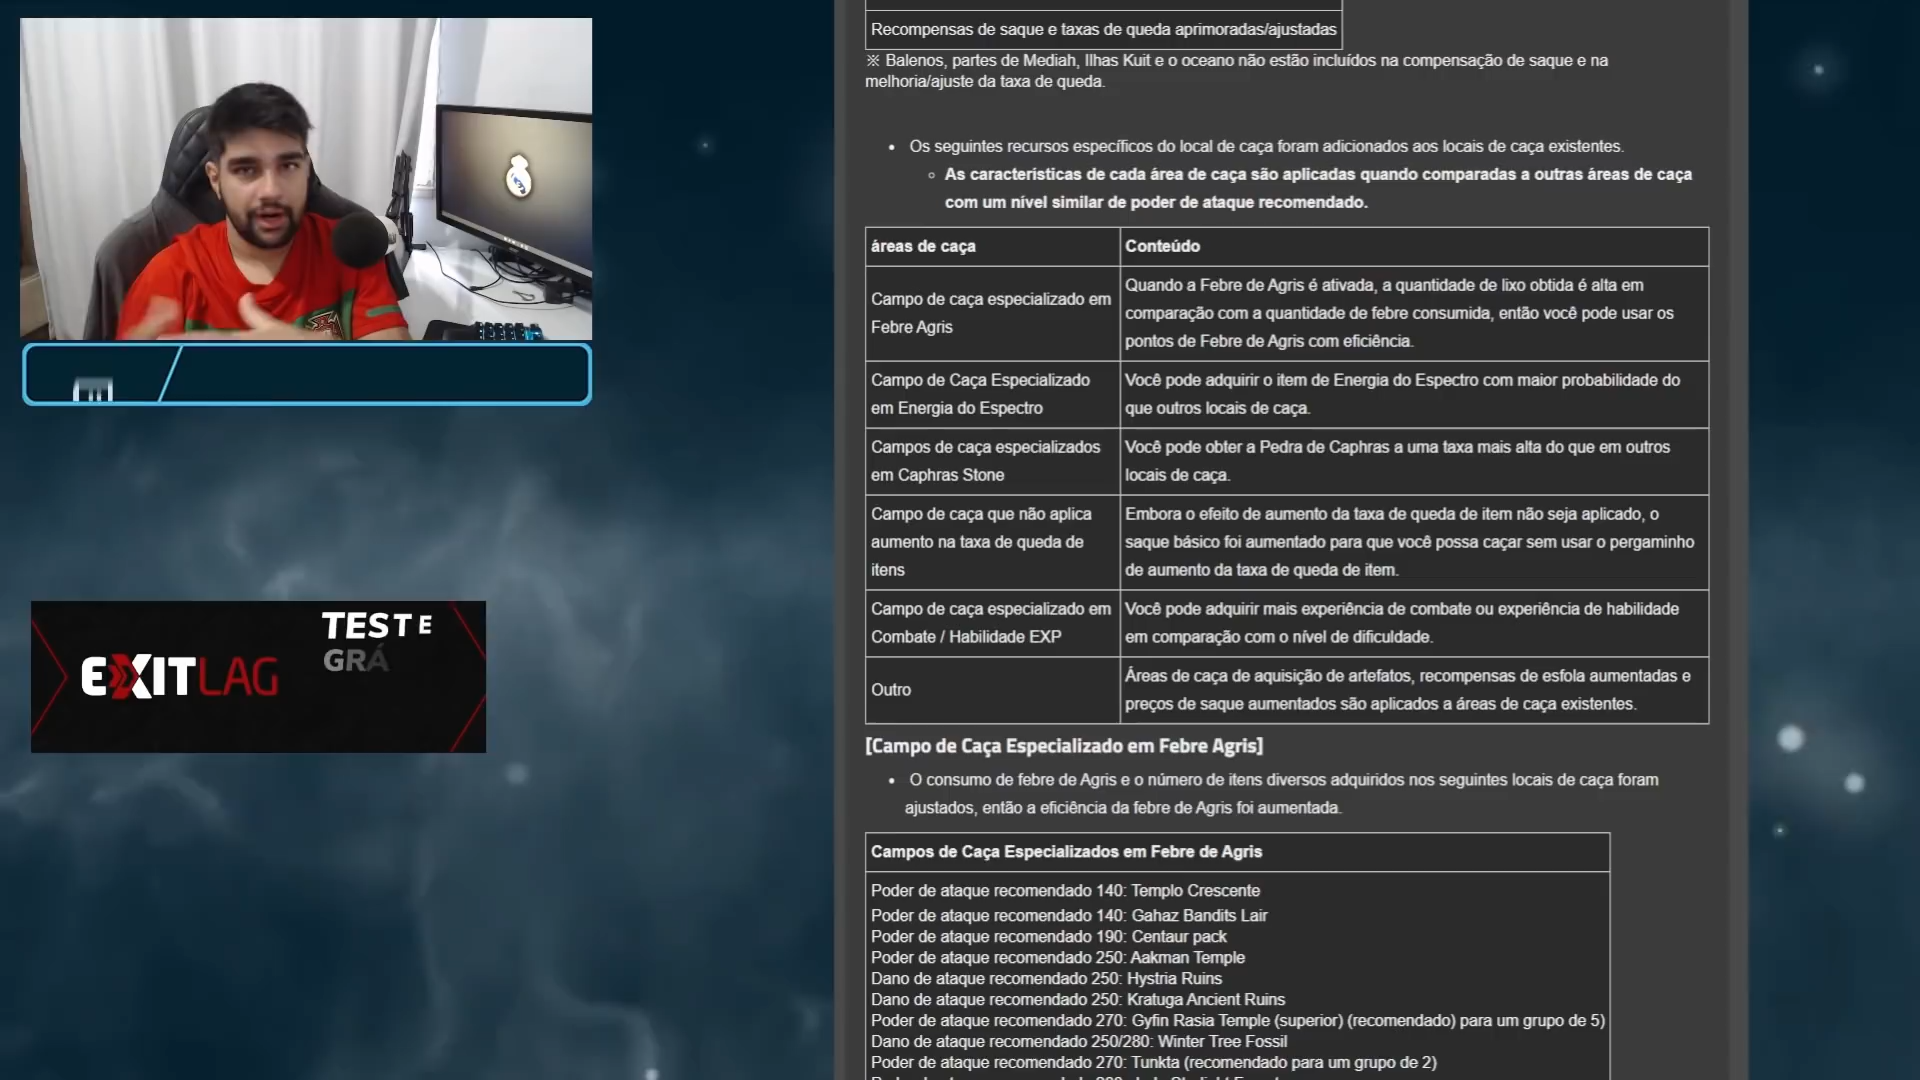 Recompensas de saque e taxas de queda aprimoradas/ajustadas
※ Balenos, partes de Mediah, Ilhas Kuit e o oceano não estão incluídos na compensação de saque e na
melhoria/ajuste da taxa de queda.
• Os seguintes recursos específicos do local de caça foram adicionados aos locais de caça existentes.
◦ As características de cada área de caça são aplicadas quando comparadas a outras áreas de caça
com um nível similar de poder de ataque recomendado.
áreas de caça
Conteúdo
Campo de caça especializado em
Febre Agris
Quando a Febre de Agris é ativada, a quantidade de lixo obtida é alta em
comparação com a quantidade de febre consumida, então você pode usar os
pontos de Febre de Agris com eficiência.
Campo de Caça Especializado
em Energia do Espectro
Você pode adquirir o item de Energia do Espectro com maior probabilidade do
que outros locais de caça.
Campos de caça especializados
em Caphras Stone
Você pode obter a Pedra de Caphras a uma taxa mais alta do que em outros
locais de caça.
Campo de caça que não aplica
aumento na taxa de queda de
itens
Embora o efeito de aumento da taxa de queda de item não seja aplicado, o
saque básico foi aumentado para que você possa caçar sem usar o pergaminho
de aumento da taxa de queda de item.
Campo de caça especializado em
Combate / Habilidade EXP
Você pode adquirir mais experiência de combate ou experiência de habilidade
em comparação com o nível de dificuldade.
Outro
Áreas de caça de aquisição de artefatos, recompensas de esfola aumentadas e
preços de saque aumentados são aplicados a áreas de caça existentes.
[Campo de Caça Especializado em Febre Agris]
• O consumo de febre de Agris e o número de itens diversos adquiridos nos seguintes locais de caça foram
ajustados, então a eficiência da febre de Agris foi aumentada.
Campos de Caça Especializados em Febre de Agris
Poder de ataque recomendado 140: Templo Crescente
Poder de ataque recomendado 140: Gahaz Bandits Lair
Poder de ataque recomendado 190: Centaur pack
Poder de ataque recomendado 250: Aakman Temple
Dano de ataque recomendado 250: Hystria Ruins
Dano de ataque recomendado 250: Kratuga Ancient Ruins
Poder de ataque recomendado 270: Gyfin Rasia Temple (superior) (recomendado) para um grupo de 5)
Dano de ataque recomendado 250/280: Winter Tree Fossil
Poder de ataque recomendado 270: Tunkta (recomendado para um grupo de 2)
EXITLAG
TESTE
GRÁ